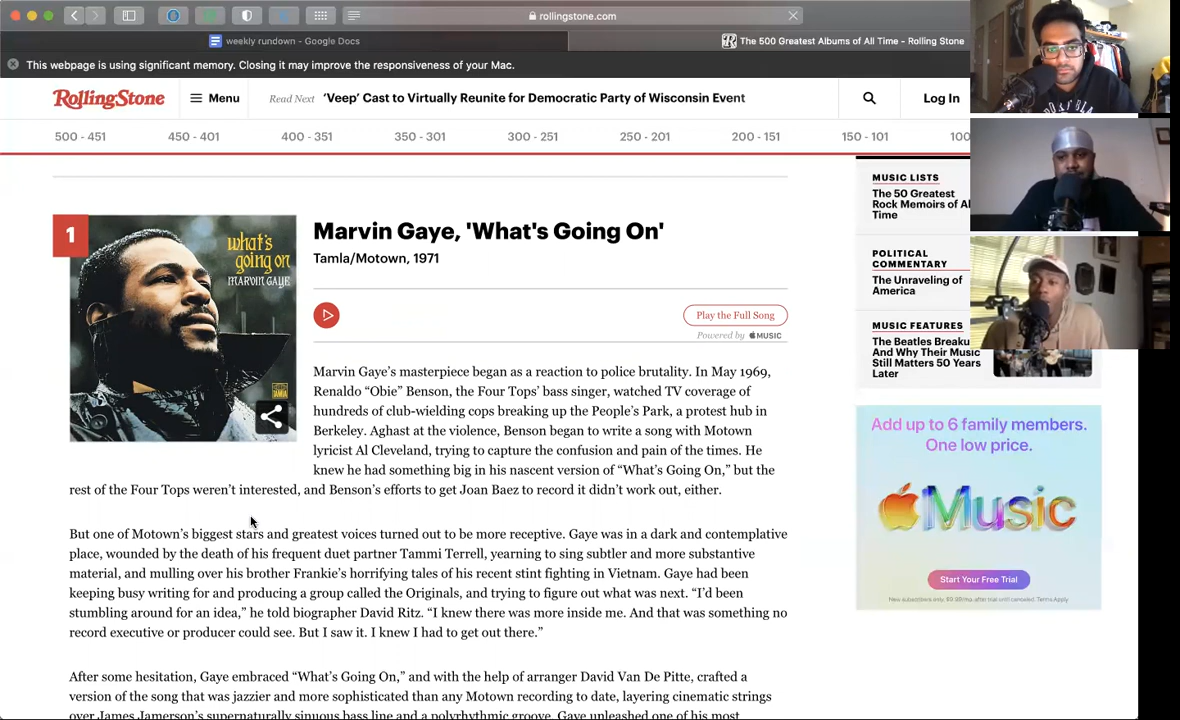 rollingstone.com
weekly rundown - Google Docs
The 500 Greatest Albums of All Time - Rolling Stone
This webpage is using significant memory. Closing it may improve the responsiveness of your Mac.
RollingStone
Menu
Read Next
'Veep' Cast to Virtually Reunite for Democratic Party of Wisconsin Event
Log In
500 - 451
450 - 401
400 - 351
350 - 301
300 - 251
250 - 201
200 - 151
150 - 101
100
1
what's
going on
MARVIN GAYE
TAMLA
Marvin Gaye, 'What's Going On'
Tamla/Motown, 1971
Play the Full Song
Powered by MUSIC
Marvin Gaye's masterpiece began as a reaction to police brutality. In May 1969,
Renaldo “Obie” Benson, the Four Tops' bass singer, watched TV coverage of
hundreds of club-wielding cops breaking up the People's Park, a protest hub in
Berkeley. Aghast at the violence, Benson began to write a song with Motown
lyricist Al Cleveland, trying to capture the confusion and pain of the times. He
knew he had something big in his nascent version of “What's Going On,” but the
rest of the Four Tops weren't interested, and Benson's efforts to get Joan Baez to record it didn't work out, either.
But one of Motown's biggest stars and greatest voices turned out to be more receptive. Gaye was in a dark and contemplative
place, wounded by the death of his frequent duet partner Tammi Terrell, yearning to sing subtler and more substantive
material, and mulling over his brother Frankie's horrifying tales of his recent stint fighting in Vietnam. Gaye had been
keeping busy writing for and producing a group called the Originals, and trying to figure out what was next. “I'd been
stumbling around for an idea,” he told biographer David Ritz. “I knew there was more inside me. And that was something no
record executive or producer could see. But I saw it. I knew I had to get out there.”
After some hesitation, Gaye embraced “What's Going On,” and with the help of arranger David Van De Pitte, crafted a
version of the song that was jazzier and more sophisticated than any Motown recording to date, layering cinematic strings
over James Jamerson's supernaturally sinuous bass line and a polyrhythmic groove. Gaye unleashed one of his most
MUSIC LISTS
The 50 Greatest
Rock Memoirs of Al
Time
POLITICAL
COMMENTARY
The Unraveling of
America
MUSIC FEATURES
The Beatles Breaku
And Why Their Music
Still Matters 50 Years
Later
Add up to 6 family members.
One low price.
Music
Start Your Free Trial